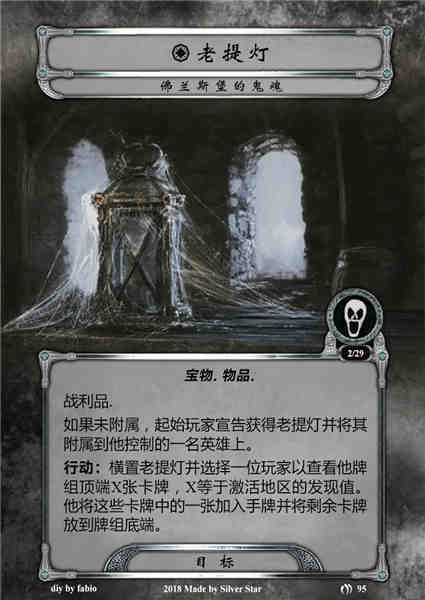 老提灯
佛兰斯堡的鬼魂
2/29
宝物. 物品.
战利品.
如果未附属，起始玩家宣告获得老提灯并将其
附属到他控制的一名英雄上。
行动：横置老提灯并选择一位玩家以查看他牌
组顶端X张卡牌，X等于激活地区的发现值。
他将这些卡牌中的一张加入手牌并将剩余卡牌
放到牌组底端。
目标
diy by fabio
2018 Made by Silver Star
95